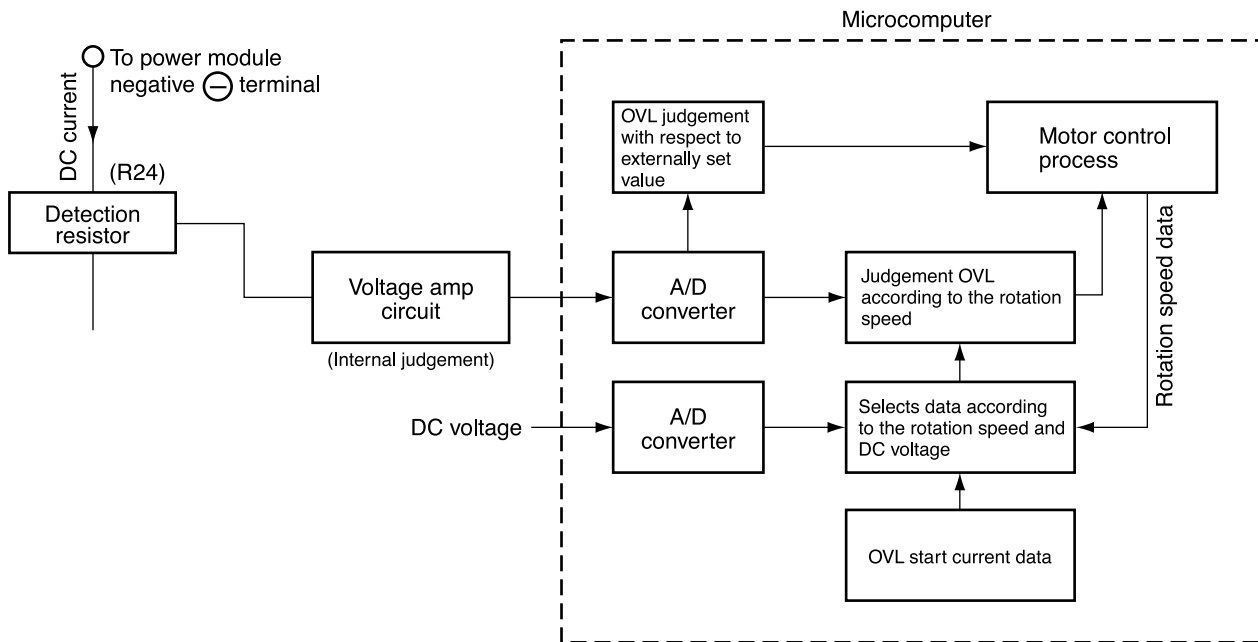 Microcomputer
To power module
negative ⊖ terminal
DC current
(R24)
Detection
resistor
Voltage amp
circuit
(Internal judgement)
DC voltage
OVL judgement
with respect to
externally set
value
Motor control
process
A/D
converter
Judgement OVL
according to the rotation
speed
Rotation speed data
A/D
converter
Selects data according
to the rotation speed and
DC voltage
OVL start current data